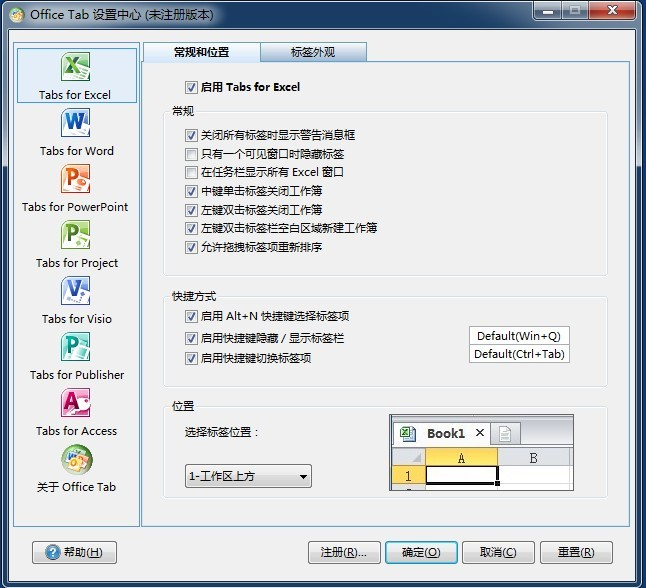 Office Tab 设置中心 (未注册版本)
Tabs for Excel
Tabs for Word
Tabs for PowerPoint
Tabs for Project
Tabs for Visio
Tabs for Publisher
Tabs for Access
关于 Office Tab
常规和位置
标签外观
启用 Tabs for Excel
常规
关闭所有标签时显示警告消息框
只有一个可见窗口时隐藏标签
在任务栏显示所有 Excel 窗口
中键单击标签关闭工作簿
左键双击标签关闭工作簿
左键双击标签栏空白区域新建工作簿
允许拖拽标签项重新排序
快捷方式
启用 Alt+N 快捷键选择标签项
启用快捷键隐藏 / 显示标签栏
Default(Win+Q)
启用快捷键切换标签项
Default(Ctrl+Tab)
位置
选择标签位置：
1-工作区上方
Book1
A B
1
帮助(H)
注册(R)...
确定(O)
取消(C)
重置(R)